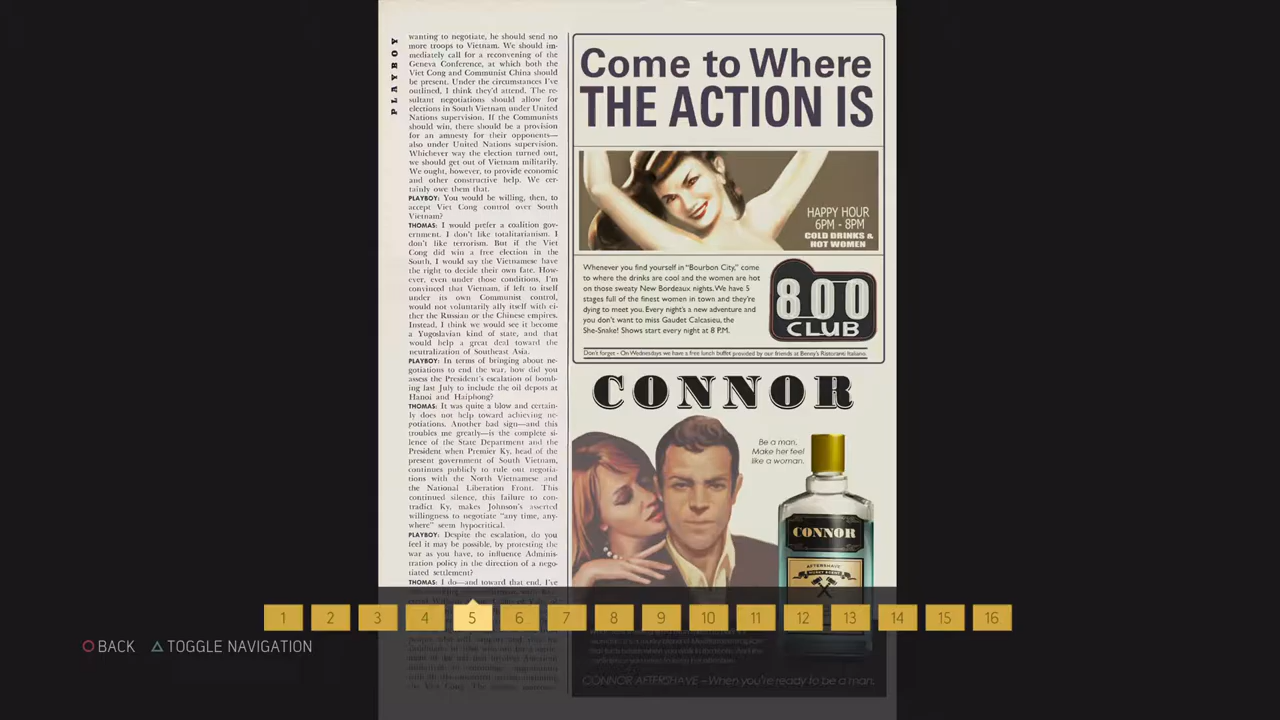 PLAYBOY
wanting to negotiate, he should send no
more troops to Vietnam. We should im-
mediately call for a reconvening of the
Geneva Conference, at which both the
Viet Cong and Communist China should
be present. Under the circumstances I've
outlined, I think they'd attend. The re-
sultant negotiations should allow for
elections in South Vietnam under United
Nations supervision. If the Communists
should win, there should be a provision
for an amnesty for their opponents—
also under United Nations supervision.
Whichever way the election turned out,
we should get out of Vietnam militarily.
We ought, however, to provide economic
and other constructive help. We cer-
tainly owe them that.
PLAYBOY: You would be willing, then, to
accept Viet Cong control over South
Vietnam?
THOMAS: I would prefer a coalition gov-
ernment. I don't like totalitarianism. I
don't like terrorism. But if the Viet
Cong did win a free election in the
South, I would say the Vietnamese have
the right to decide their own fate. How-
ever, even under those conditions, I'm
convinced that Vietnam, if left to itself
under its own Communist control,
would not voluntarily ally itself with ei-
ther the Russian or the Chinese empires.
Instead, I think we would see it become
a Yugoslavian kind of state, and that
would help a great deal toward the
neutralization of Southeast Asia.
PLAYBOY: In terms of bringing about ne-
gotiations to end the war, how did you
assess the President's escalation of bomb-
ing last July to include the oil depots at
Hanoi and Haiphong?
THOMAS: It was quite a blow and certain-
ly does not help toward achieving ne-
gotiations. Another bad sign—and this
troubles me greatly—is the complete si-
lence of the State Department and the
President when Premier Ky, head of the
present government of South Vietnam,
continues publicly to rule out negotia-
tions with the North Vietnamese and
the National Liberation Front. This
continued silence, this failure to con-
tradict Ky, makes Johnson's asserted
willingness to negotiate "any time, any-
where" seem hypocritical.
PLAYBOY: Despite the escalation, do you
feel it may be possible, by protesting the
war as you have, to influence Adminis-
tration policy in the direction of a nego-
tiated settlement?
THOMAS: I do—and toward that end, I've
Come to Where
THE ACTION IS
HAPPY HOUR
6PM - 8PM
COLD DRINKS &
HOT WOMEN
Whenever you find yourself in "Bourbon City," come
to where the drinks are cool and the women are hot
on those sweaty New Bordeaux nights. We have 5
stages full of the finest women in town and they're
dying to meet you. Every night's a new adventure and
you don't want to miss Gaudet Calcasieu, the
She-Snake! Shows start every night at 8 P.M.
800
CLUB
Don't forget - On Wednesdays we have a free lunch buffet provided by our friends at Benny's Ristoranti Italiano.
CONNOR
Be a man.
Make her feel
like a woman.
CONNOR
AFTERSHAVE
CONNOR AFTERSHAVE – When you're ready to be a man.
1 2 3 4 5 6 7 8 9 10 11 12 13 14 15 16
BACK TOGGLE NAVIGATION